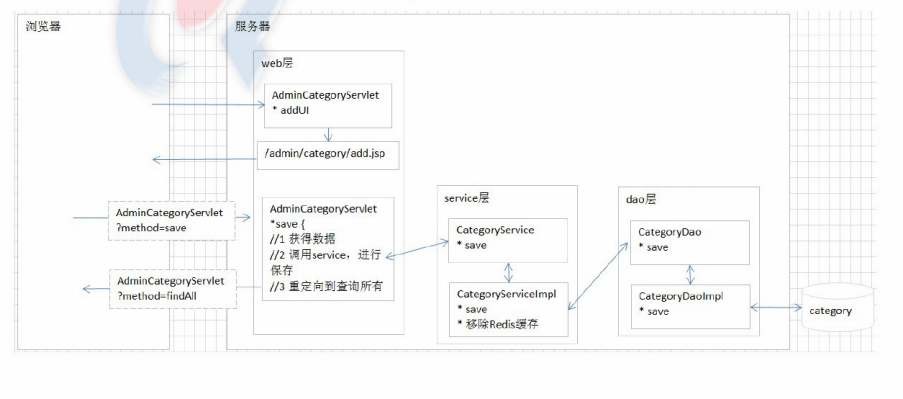 浏览器
服务器
web层
AdminCategoryServlet
* addUI
/admin/category/add.jsp
AdminCategoryServlet
?method=save
AdminCategoryServlet
*save {
//1 获得数据
//2 调用service，进行
保存
//3 重定向到查询所有
AdminCategoryServlet
?method=findAll
service层
CategoryService
* save
CategoryServiceImpl
* save
* 移除Redis缓存
dao层
CategoryDao
* save
CategoryDaoImpl
* save
category